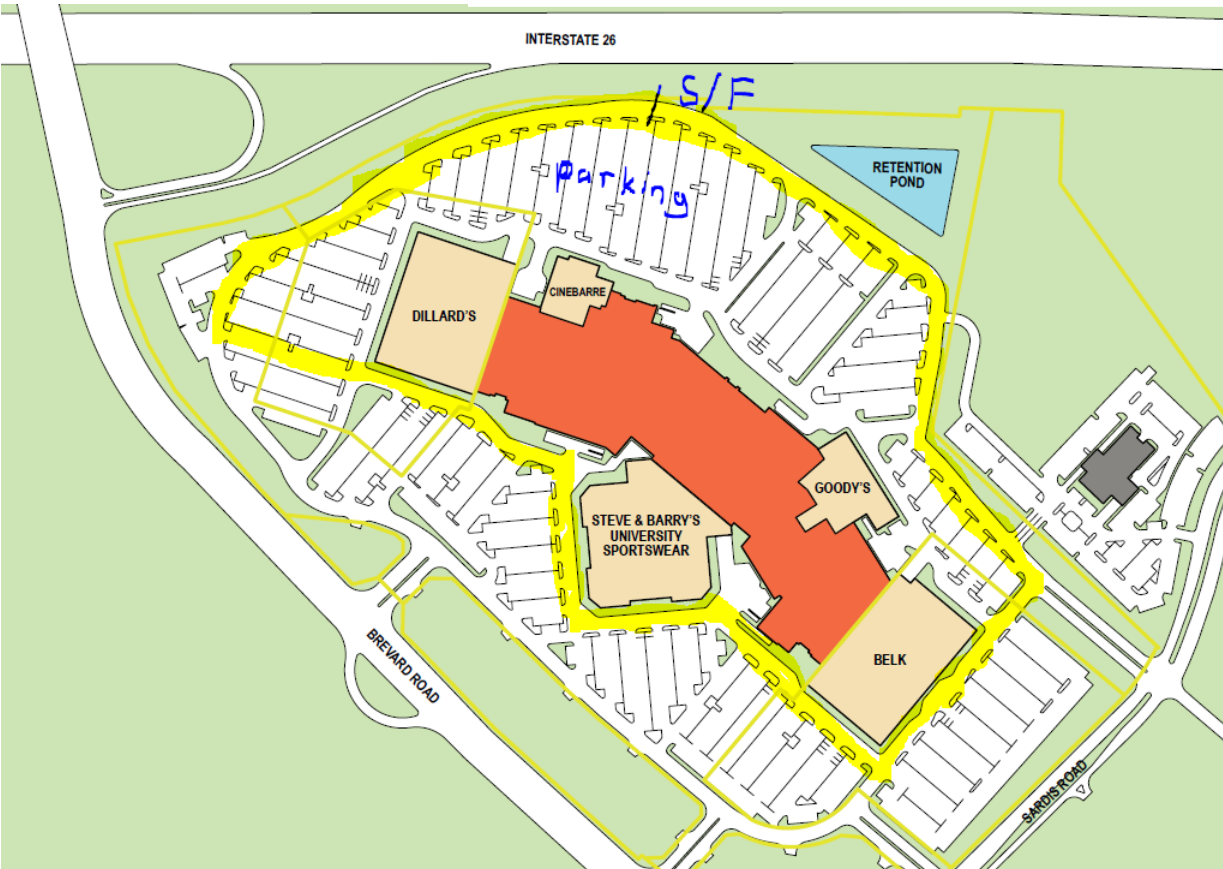 INTERSTATE 26
S/F
parking
RETENTION
POND
CINEBARRE
DILLARD'S
GOODY'S
STEVE & BARRY'S
UNIVERSITY
SPORTSWEAR
BREVARD ROAD
BELK
SARDIS ROAD